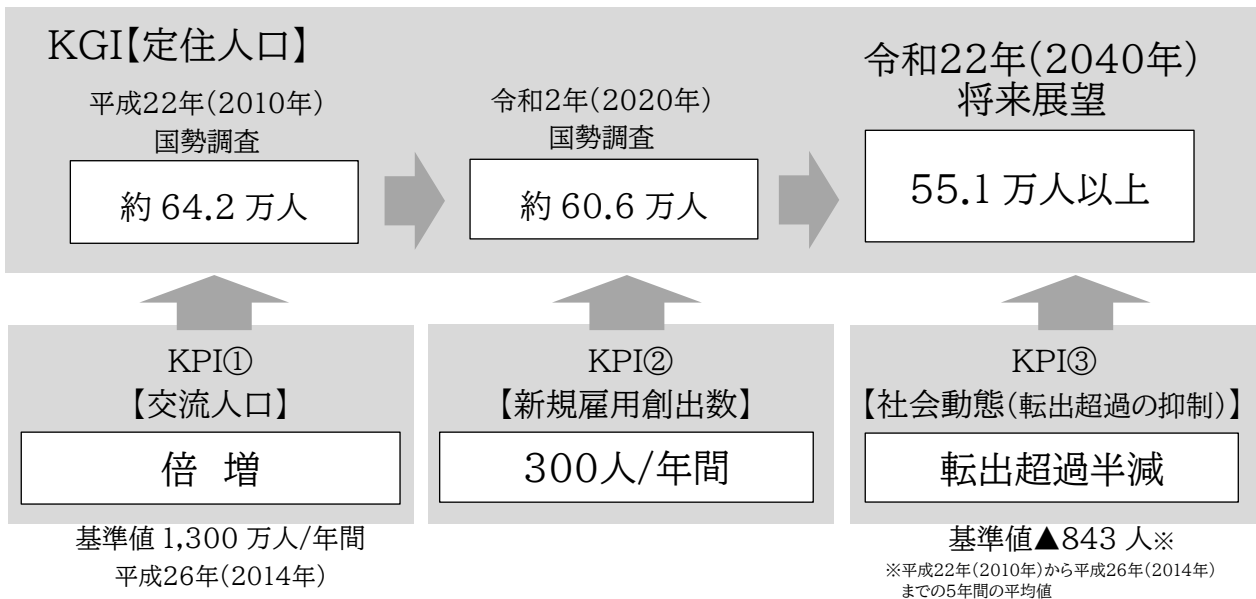 KGI【定住人口】
平成22年(2010年)
国勢調査
約 64.2 万人
令和2年(2020年)
国勢調査
約 60.6 万人
令和22年(2040年)
将来展望
55.1 万人以上
KPI①
【交流人口】
倍 増
基準値 1,300 万人/年間
平成26年(2014年)
KPI②
【新規雇用創出数】
300人/年間
KPI③
【社会動態(転出超過の抑制)】
転出超過半減
基準値▲843 人※
※平成22年(2010年)から平成26年(2014年)
までの5年間の平均値